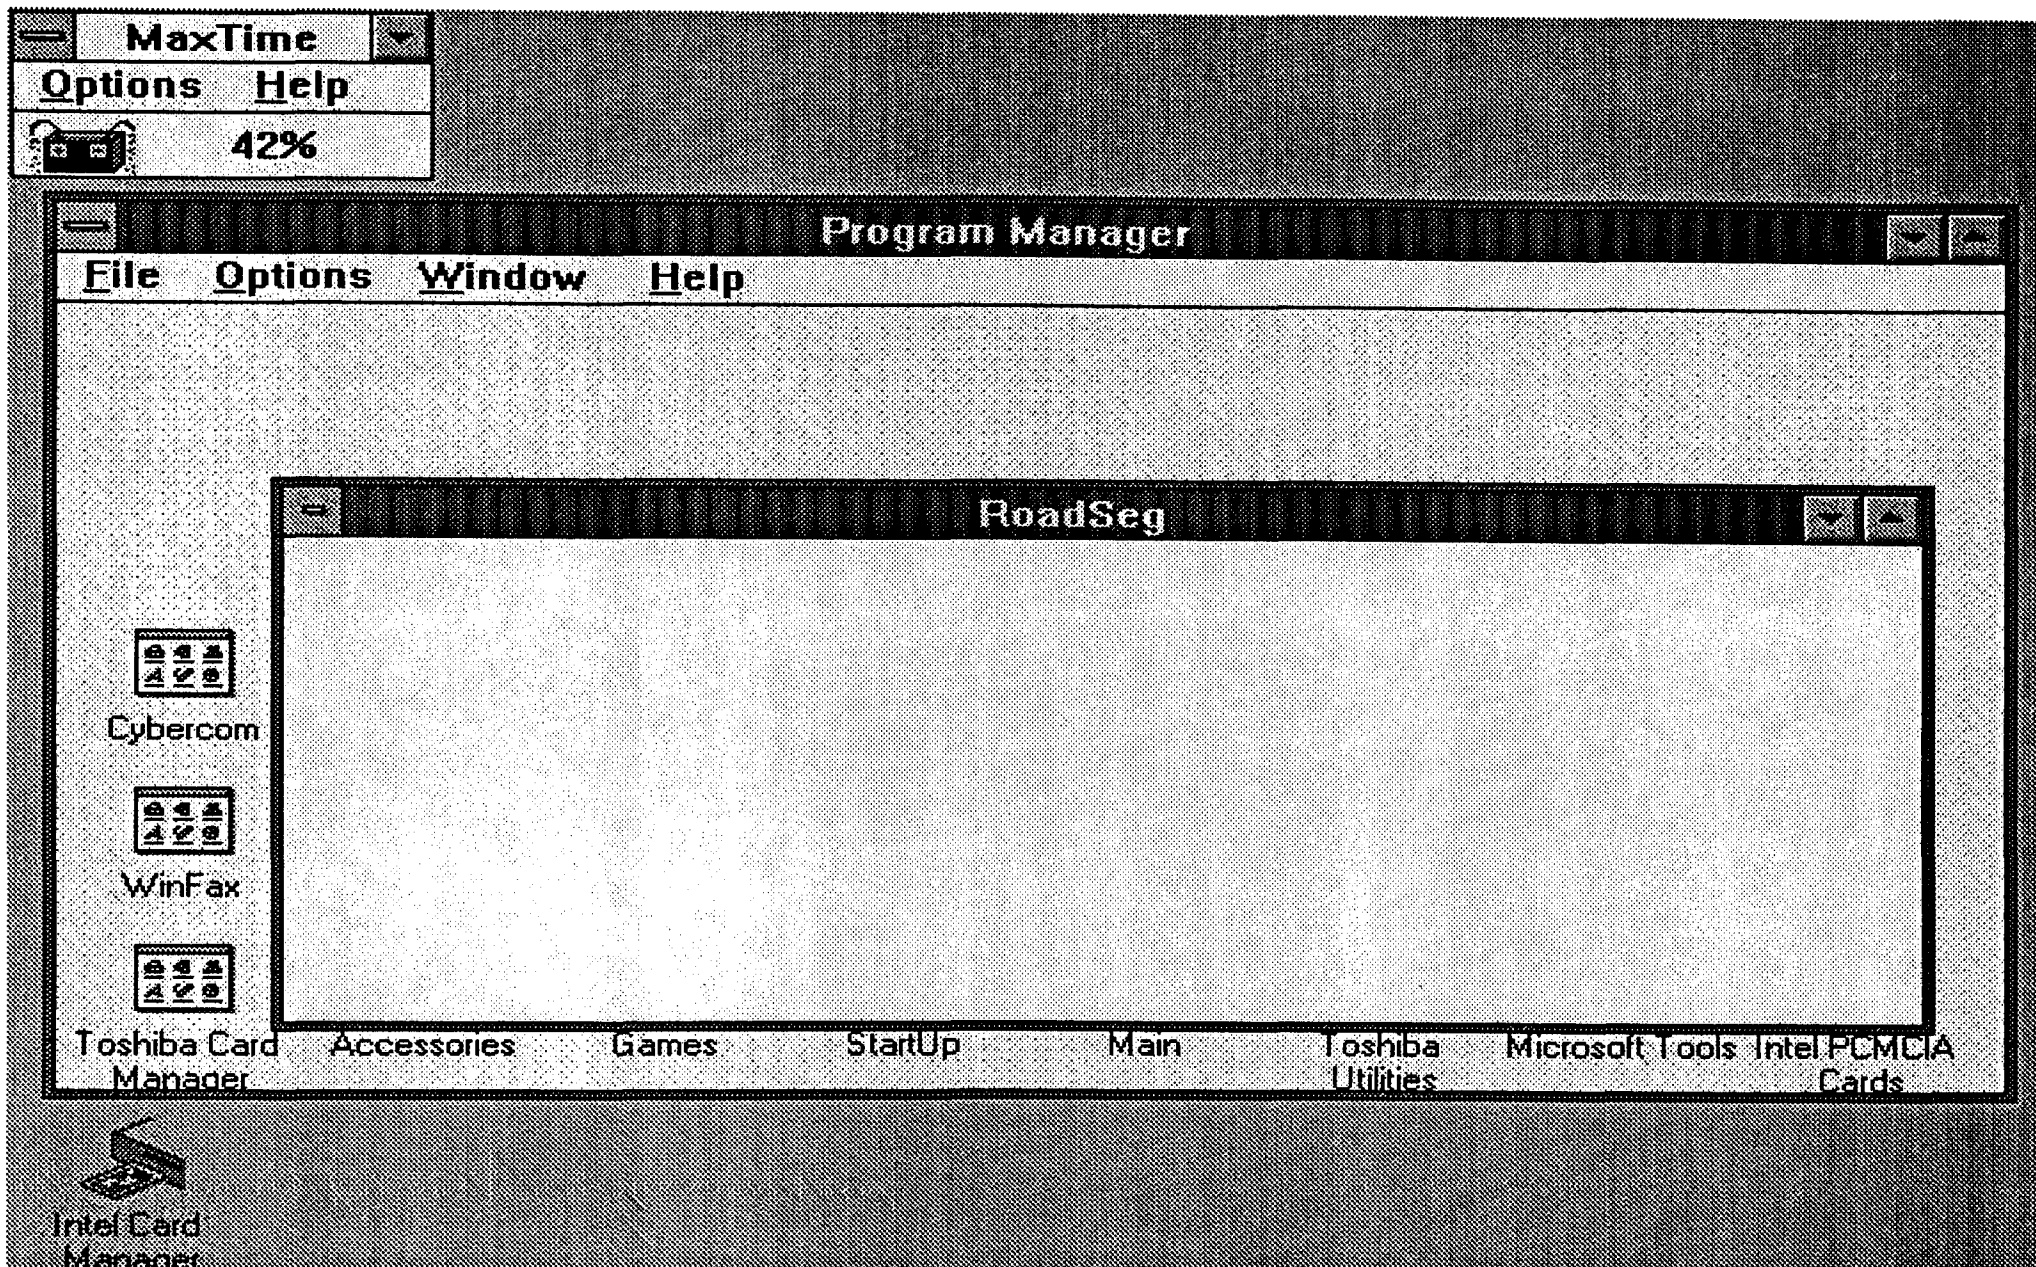 MaxTime
Options Help
42%
Program Manager
File Options Window Help
RoadSeg
Cybercom
WinFax
Toshiba Card Manager
Accessories
Games
StartUp
Main
Toshiba Utilities
Microsoft Tools
Intel PCMCIA Cards
Intel Card
Manager